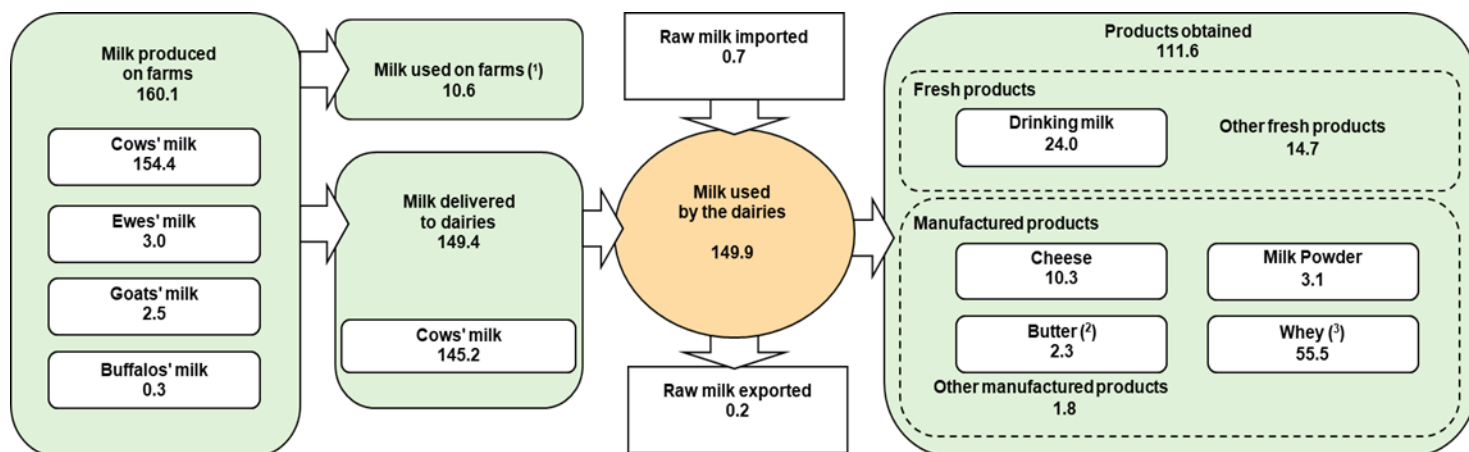 Milk produced
on farms
160.1
Cows' milk
154.4
Ewes' milk
3.0
Goats' milk
2.5
Buffalos' milk
0.3
Milk used on farms (¹)
10.6
Milk delivered
to dairies
149.4
Cows' milk
145.2
Raw milk imported
0.7
Milk used
by the dairies
149.9
Raw milk exported
0.2
Products obtained
111.6
Fresh products
Drinking milk
24.0
Other fresh products
14.7
Manufactured products
Cheese
10.3
Milk Powder
3.1
Butter (²)
2.3
Whey (³)
55.5
Other manufactured products
1.8